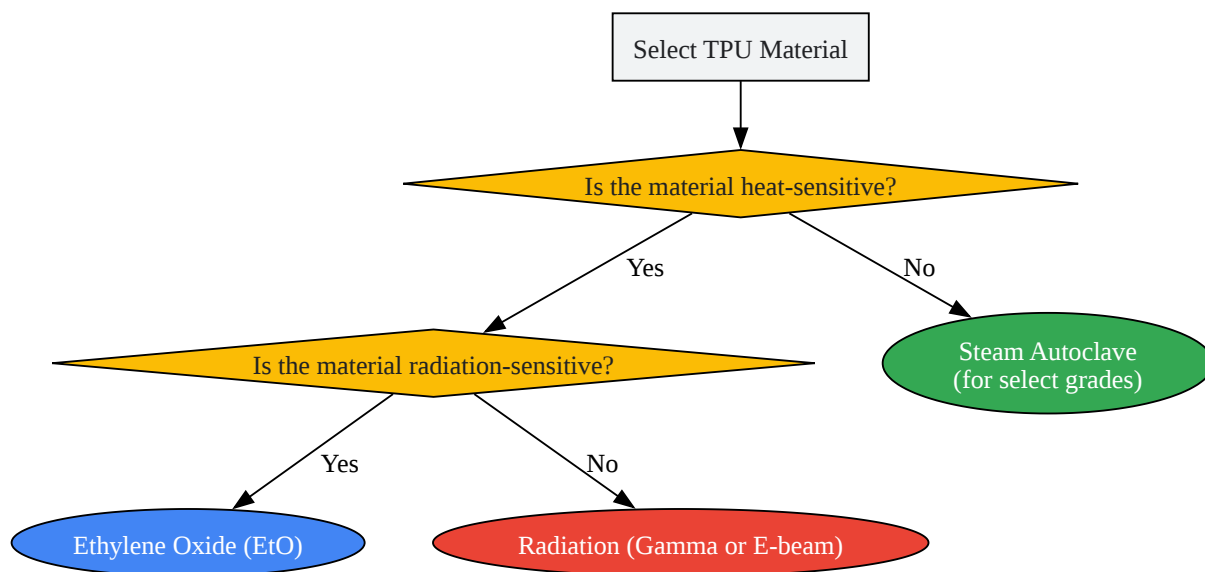 Select TPU Material
Is the material heat-sensitive?
Yes
No
Steam Autoclave
(for select grades)
Is the material radiation-sensitive?
Yes
No
Ethylene Oxide (EtO)
Radiation (Gamma or E-beam)